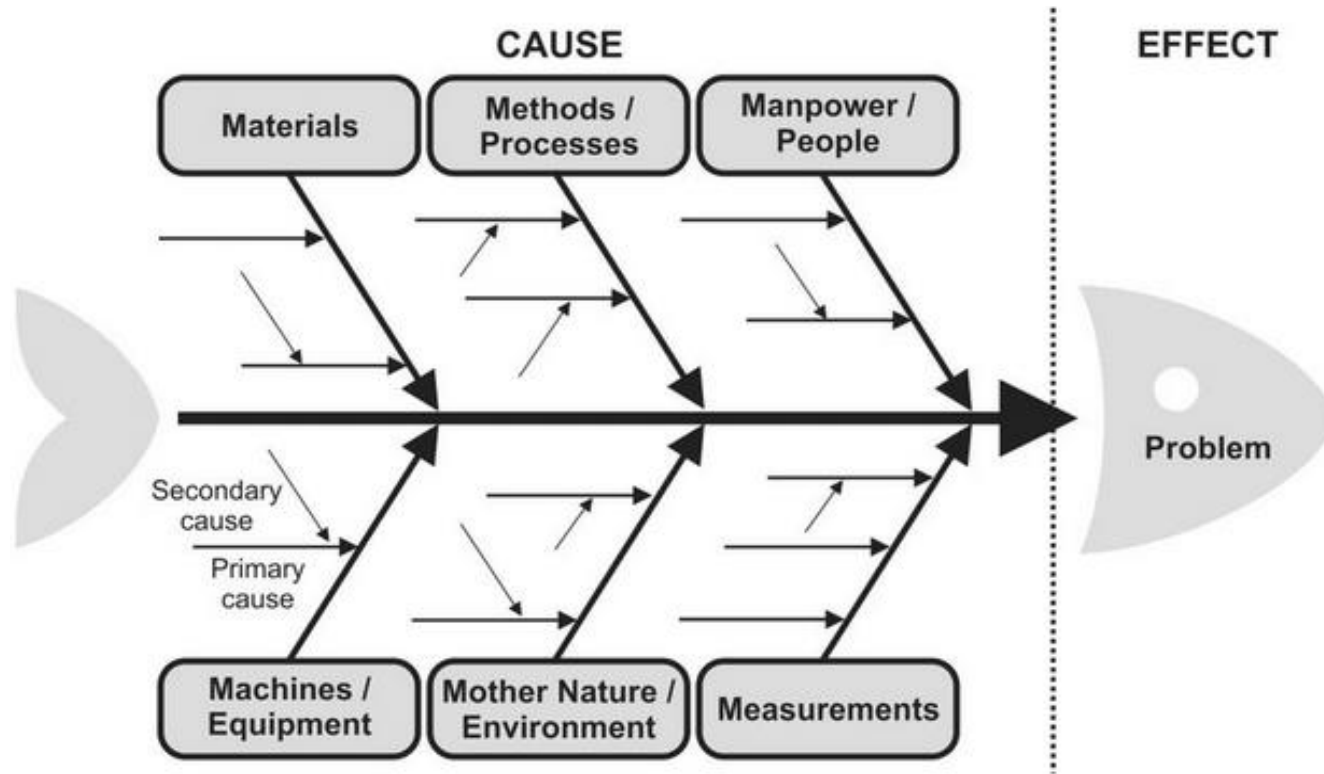 CAUSE
EFFECT
Materials
Methods /
Processes
Manpower /
People
Problem
Secondary
cause
Primary
cause
Machines /
Equipment
Mother Nature /
Environment
Measurements